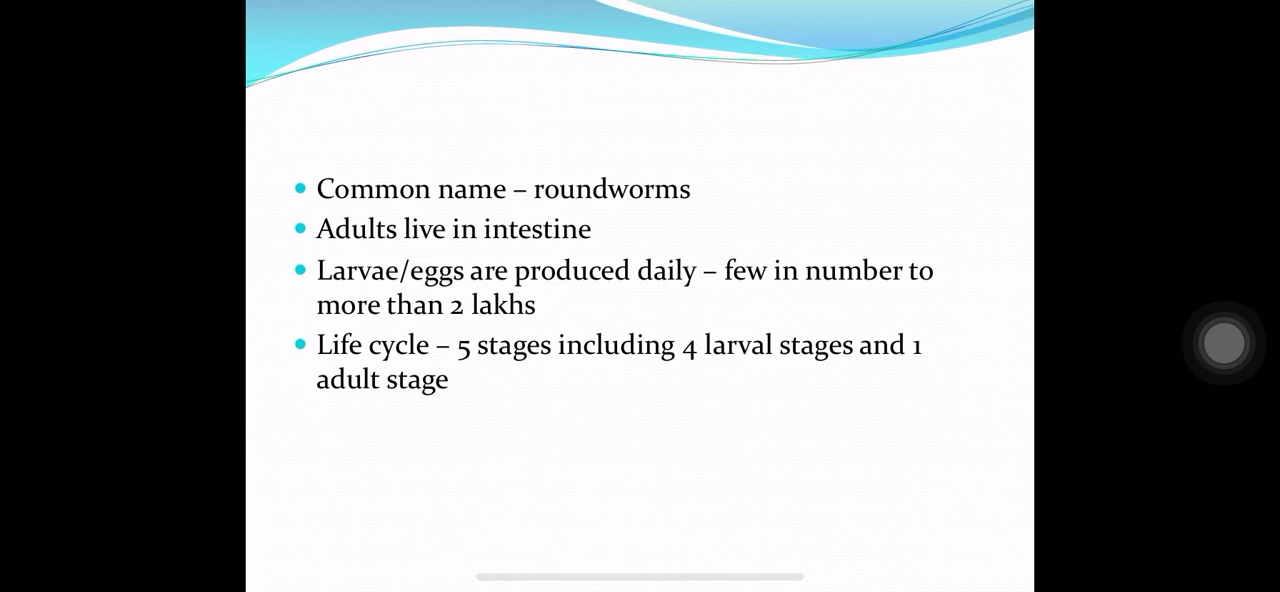 Common name – roundworms
Adults live in intestine
Larvae/eggs are produced daily – few in number to
more than 2 lakhs
Life cycle – 5 stages including 4 larval stages and 1
adult stage